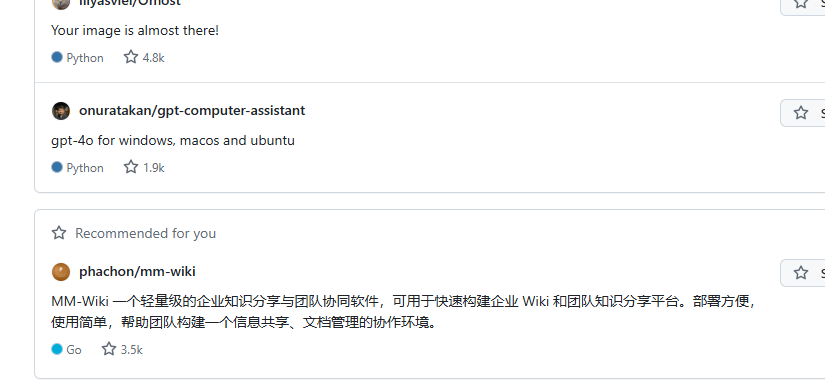 lllyasviel/Omost
Your image is almost there!
Python 4.8k
onuratakan/gpt-computer-assistant
gpt-4o for windows, macos and ubuntu
Python 1.9k
Recommended for you
phachon/mm-wiki
MM-Wiki 一个轻量级的企业知识分享与团队协同软件，可用于快速构建企业 Wiki 和团队知识分享平台。部署方便，
使用简单，帮助团队构建一个信息共享、文档管理的协作环境。
Go 3.5k